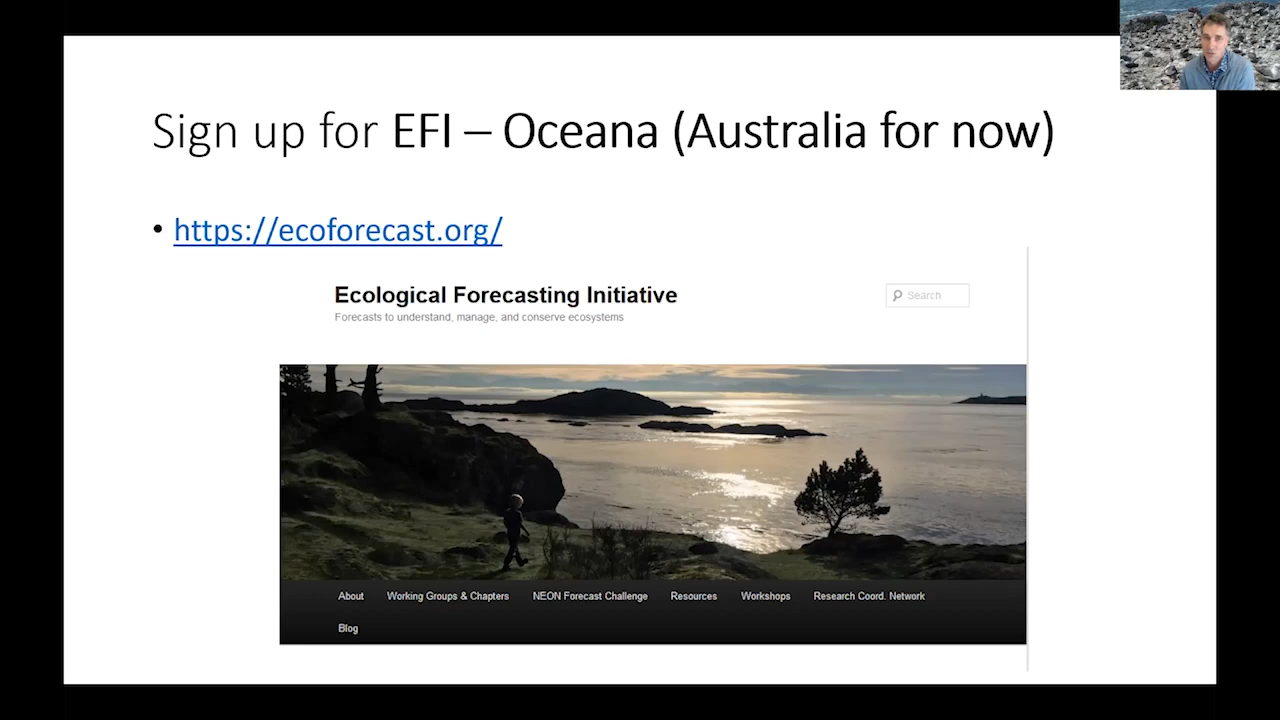 Sign up for EFI – Oceana (Australia for now)
• https://ecoforecast.org/
Ecological Forecasting Initiative
Search
Forecasts to understand, manage, and conserve ecosystems
About Working Groups & Chapters NEON Forecast Challenge Resources Workshops Research Coord. Network
Blog